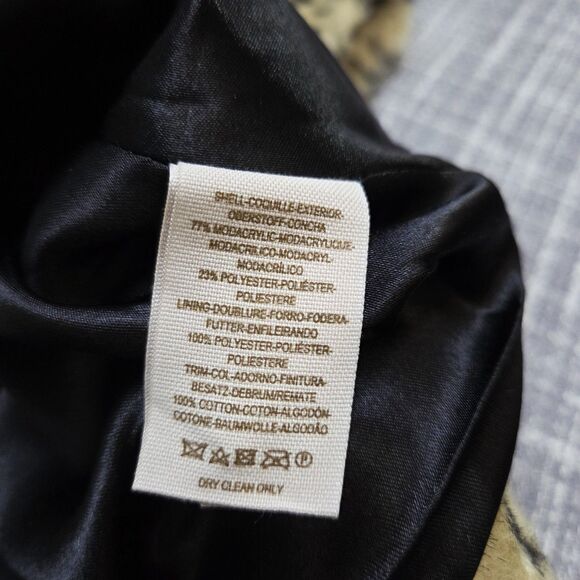 SHELL-COQUILLE-EXTERIOR-
OBERSTOFF-CONCHA
77% MODACRYLIC-MODACRYLIQUE-
MODACRILICO-MODACRYL-
MODACRÍLICO
23% POLYESTER-POLIÉSTER-
POLIESTERE
LINING-DOUBLURE-FORRO-FODERA-
FUTTER-ENFILEIRANDO
100% POLYESTER-POLIÉSTER-
POLIESTERE
TRIM-COL-ADORNO-FINITURA-
BESATZ-DEBRUM/REMATE
100% COTTON-COTON-ALGODÓN-
COTONE-BAUMWOLLE-ALGODÃO
P
DRY CLEAN ONLY